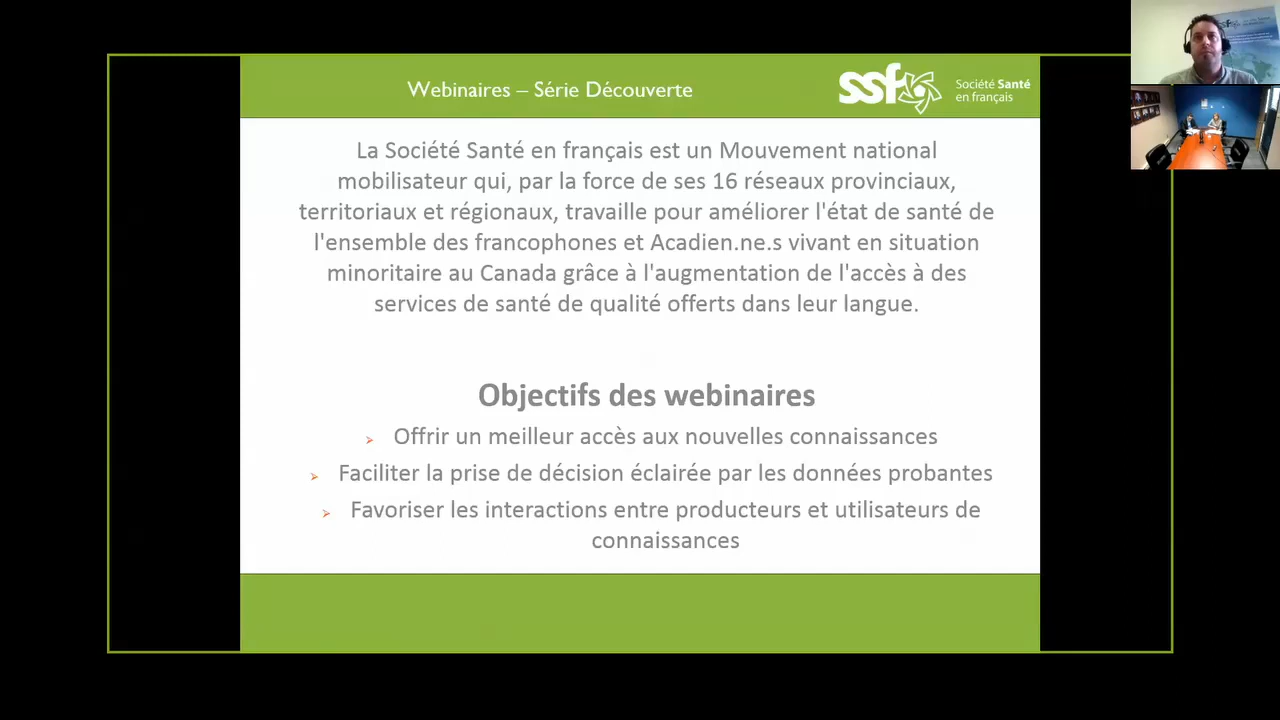 Webinaires – Série Découverte
ssf
Société Santé
en français
La Société Santé en français est un Mouvement national
mobilisateur qui, par la force de ses 16 réseaux provinciaux,
territoriaux et régionaux, travaille pour améliorer l'état de santé de
l'ensemble des francophones et Acadien.ne.s vivant en situation
minoritaire au Canada grâce à l'augmentation de l'accès à des
services de santé de qualité offerts dans leur langue.
Objectifs des webinaires
Offrir un meilleur accès aux nouvelles connaissances
Faciliter la prise de décision éclairée par les données probantes
Favoriser les interactions entre producteurs et utilisateurs de
connaissances